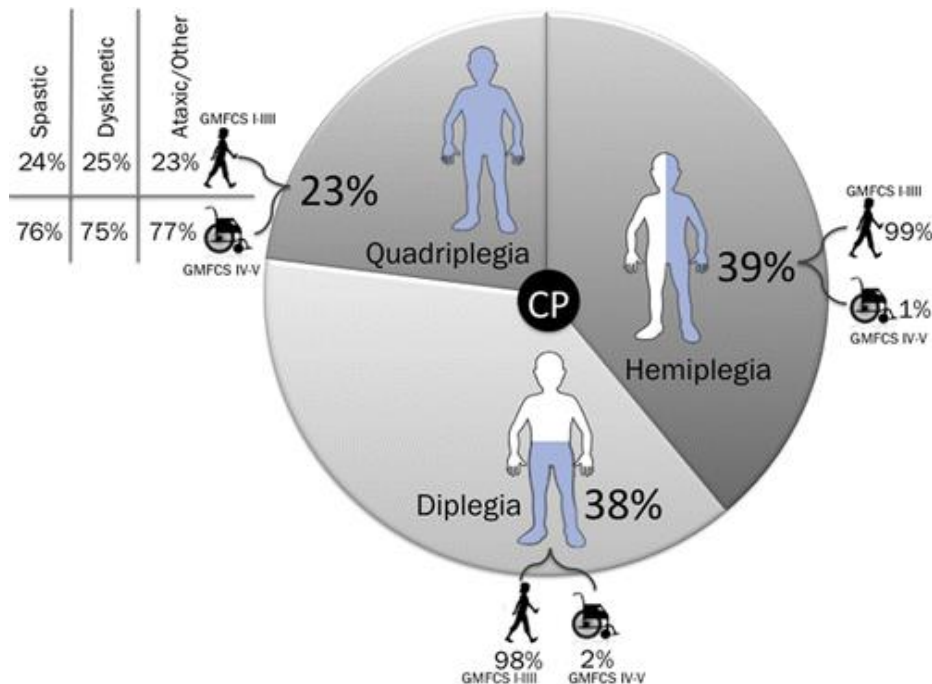 Spastic
Dyskinetic
Ataxic/Other
GMFCS I-IIII
24% 25% 23%
76% 75% 77%
GMFCS IV-V
23%
Quadriplegia
CP
39%
Hemiplegia
GMFCS I-IIII
99%
1%
GMFCS IV-V
Diplegia 38%
98% 2%
GMFCS I-IIII GMFCS IV-V